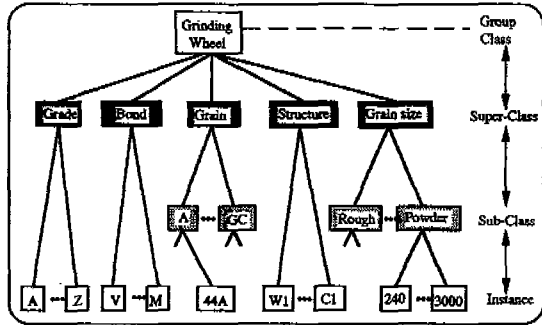 Grinding
Wheel
Group
Class
Grade
Bond
Grain
Structure
Grain size
Super-Class
A
•••
GC
Rough
•••
Powder
Sub-Class
A
•••
Z
V
•••
M
44A
W1
•••
C1
240
•••
3000
Instance